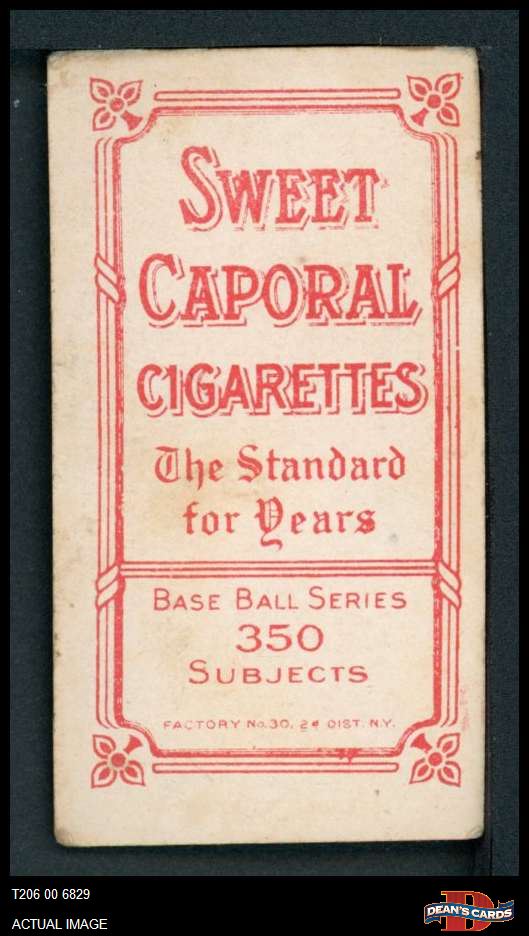 SWEET
CAPORAL
CIGARETTES
The Standard
for Years
BASE BALL SERIES
350
SUBJECTS
FACTORY No. 30, 2d DIST. N.Y.
T206 00 6829
ACTUAL IMAGE
D
DEAN'S CARDS